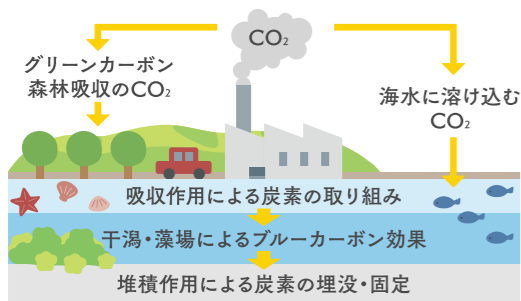 CO₂
グリーンカーボン
森林吸収のCO₂
海水に溶け込む
CO₂
吸収作用による炭素の取り組み
干潟・藻場によるブルーカーボン効果
堆積作用による炭素の埋没・固定